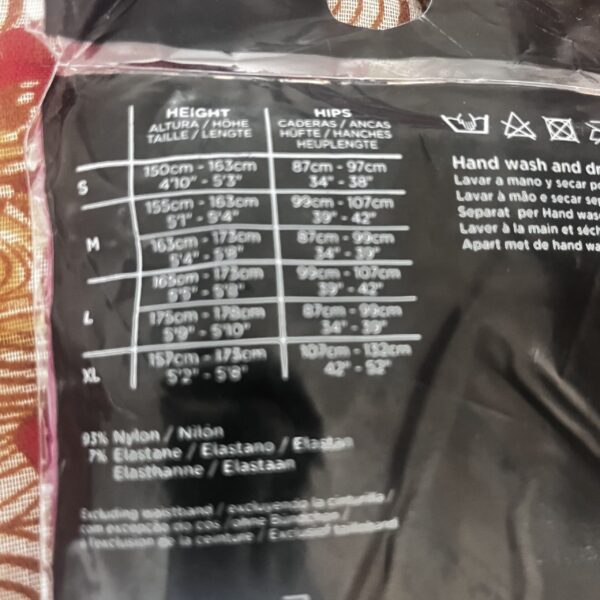 HEIGHT HIPS
ALTURA / HÖHE CADERAS / ANCAS
TAILLE / LENGTE HÜFTE / HANCHES
HEUPLENGTE
150cm - 163cm 87cm - 97cm
S 4'10" - 5'3" 34" - 38"
155cm - 163cm 99cm - 107cm
5'1" - 5'4" 39" - 42"
M 163cm - 173cm 87cm - 99cm
5'4" - 5'8" 34" - 39"
165cm - 173cm 99cm - 107cm
5'5" - 5'8" 39" - 42"
L 175cm - 178cm 87cm - 99cm
5'9" - 5'10" 34" - 39"
157cm - 173cm 107cm - 132cm
XL 5'2" - 5'8" 42" - 52"
Hand wash and
Lavar a mano y secar
Lavar à mão e secar
Separat per Hand
Laver à la main et
Apart met de hand
93% Nylon / Nilón
7% Elastane / Elastano / Elastan
Elasthanne / Elastaan
Excluding waistband / excluyendo la cinturilla /
com excepção do cós / ohne Bündchen /
a l'exclusion de la ceinture / Exclusief tailleband